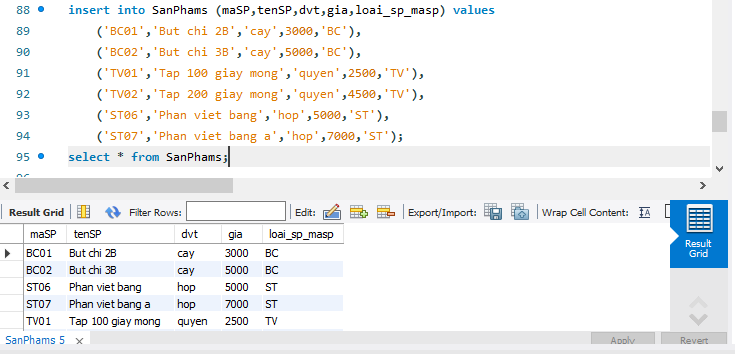 88 insert into SanPhams (maSP,tenSP,dvt,gia,loai_sp_masp) values
89 ('BC01','But chi 2B','cay',3000,'BC'),
90 ('BC02','But chi 3B','cay',5000,'BC'),
91 ('TV01','Tap 100 giay mong','quyen',2500,'TV'),
92 ('TV02','Tap 200 giay mong','quyen',4500,'TV'),
93 ('ST06','Phan viet bang','hop',5000,'ST'),
94 ('ST07','Phan viet bang a','hop',7000,'ST');
95 select * from SanPhams;
Result Grid Filter Rows: Edit: Export/Import: Wrap Cell Content:
maSP tenSP dvt gia loai_sp_masp
BC01 But chi 2B cay 3000 BC
BC02 But chi 3B cay 5000 BC
ST06 Phan viet bang hop 5000 ST
ST07 Phan viet bang a hop 7000 ST
TV01 Tap 100 giay mong quyen 2500 TV
Result
Grid
SanPhams 5 Apply Revert